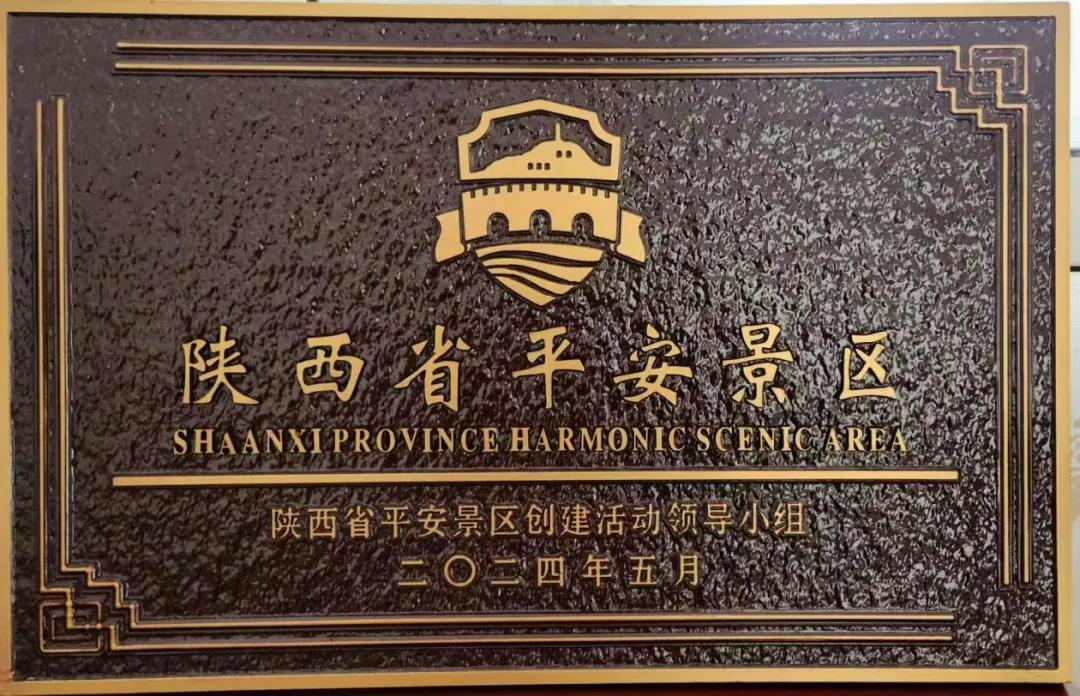 陕西省平安景区
SHAANXI PROVINCE HARMONIC SCENIC AREA
陕西省平安景区创建活动领导小组
二〇二四年五月